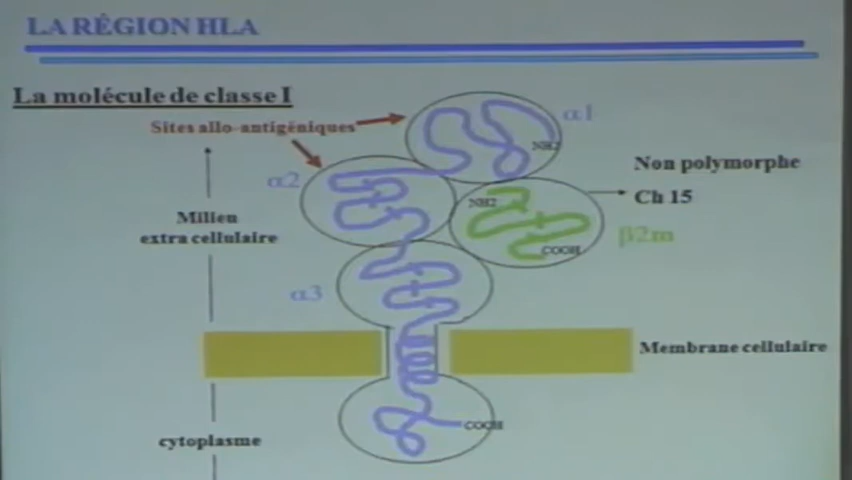 LA RÉGION HLA
La molécule de classe I
Sites allo-antigéniques
α1
NH2
α2
Non polymorphe
NH2
Ch 15
Milieu
extra cellulaire
β2m
COOH
α3
Membrane cellulaire
COOH
cytoplasme